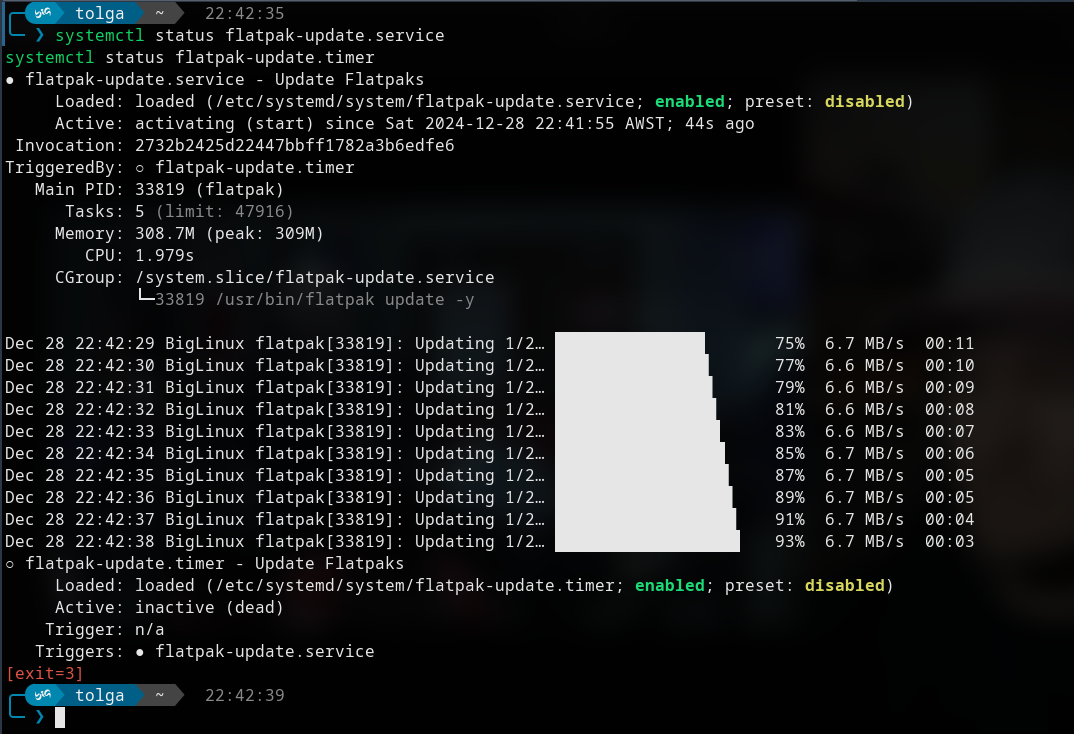 BIG tolga ~ 22:42:35
❯ systemctl status flatpak-update.service
systemctl status flatpak-update.timer
● flatpak-update.service - Update Flatpaks
Loaded: loaded (/etc/systemd/system/flatpak-update.service; enabled; preset: disabled)
Active: activating (start) since Sat 2024-12-28 22:41:55 AWST; 44s ago
Invocation: 2732b2425d22447bbff1782a3b6edfe6
TriggeredBy: ○ flatpak-update.timer
Main PID: 33819 (flatpak)
Tasks: 5 (limit: 47916)
Memory: 308.7M (peak: 309M)
CPU: 1.979s
CGroup: /system.slice/flatpak-update.service
└─33819 /usr/bin/flatpak update -y
Dec 28 22:42:29 BigLinux flatpak[33819]: Updating 1/2… 75% 6.7 MB/s 00:11
Dec 28 22:42:30 BigLinux flatpak[33819]: Updating 1/2… 77% 6.6 MB/s 00:10
Dec 28 22:42:31 BigLinux flatpak[33819]: Updating 1/2… 79% 6.6 MB/s 00:09
Dec 28 22:42:32 BigLinux flatpak[33819]: Updating 1/2… 81% 6.6 MB/s 00:08
Dec 28 22:42:33 BigLinux flatpak[33819]: Updating 1/2… 83% 6.6 MB/s 00:07
Dec 28 22:42:34 BigLinux flatpak[33819]: Updating 1/2… 85% 6.7 MB/s 00:06
Dec 28 22:42:35 BigLinux flatpak[33819]: Updating 1/2… 87% 6.7 MB/s 00:05
Dec 28 22:42:36 BigLinux flatpak[33819]: Updating 1/2… 89% 6.7 MB/s 00:05
Dec 28 22:42:37 BigLinux flatpak[33819]: Updating 1/2… 91% 6.7 MB/s 00:04
Dec 28 22:42:38 BigLinux flatpak[33819]: Updating 1/2… 93% 6.7 MB/s 00:03
○ flatpak-update.timer - Update Flatpaks
Loaded: loaded (/etc/systemd/system/flatpak-update.timer; enabled; preset: disabled)
Active: inactive (dead)
Trigger: n/a
Triggers: ● flatpak-update.service
[exit=3]
BIG tolga ~ 22:42:39
❯